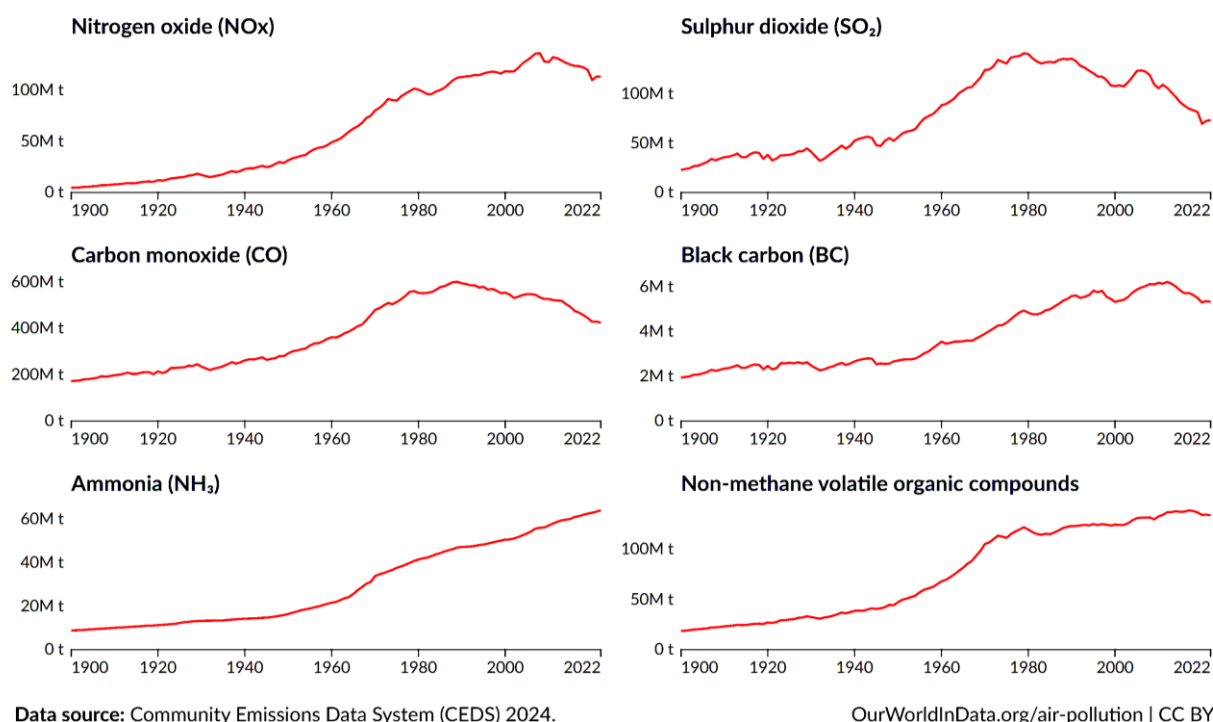 Nitrogen oxide (NOx)
100M t
50M t
0 t
1900 1920 1940 1960 1980 2000 2022
Sulphur dioxide (SO₂)
100M t
50M t
0 t
1900 1920 1940 1960 1980 2000 2022
Carbon monoxide (CO)
600M t
400M t
200M t
0 t
1900 1920 1940 1960 1980 2000 2022
Black carbon (BC)
6M t
4M t
2M t
0 t
1900 1920 1940 1960 1980 2000 2022
Ammonia (NH₃)
60M t
40M t
20M t
0 t
1900 1920 1940 1960 1980 2000 2022
Non-methane volatile organic compounds
100M t
50M t
0 t
1900 1920 1940 1960 1980 2000 2022
Data source: Community Emissions Data System (CEDS) 2024.
OurWorldInData.org/air-pollution | CC BY